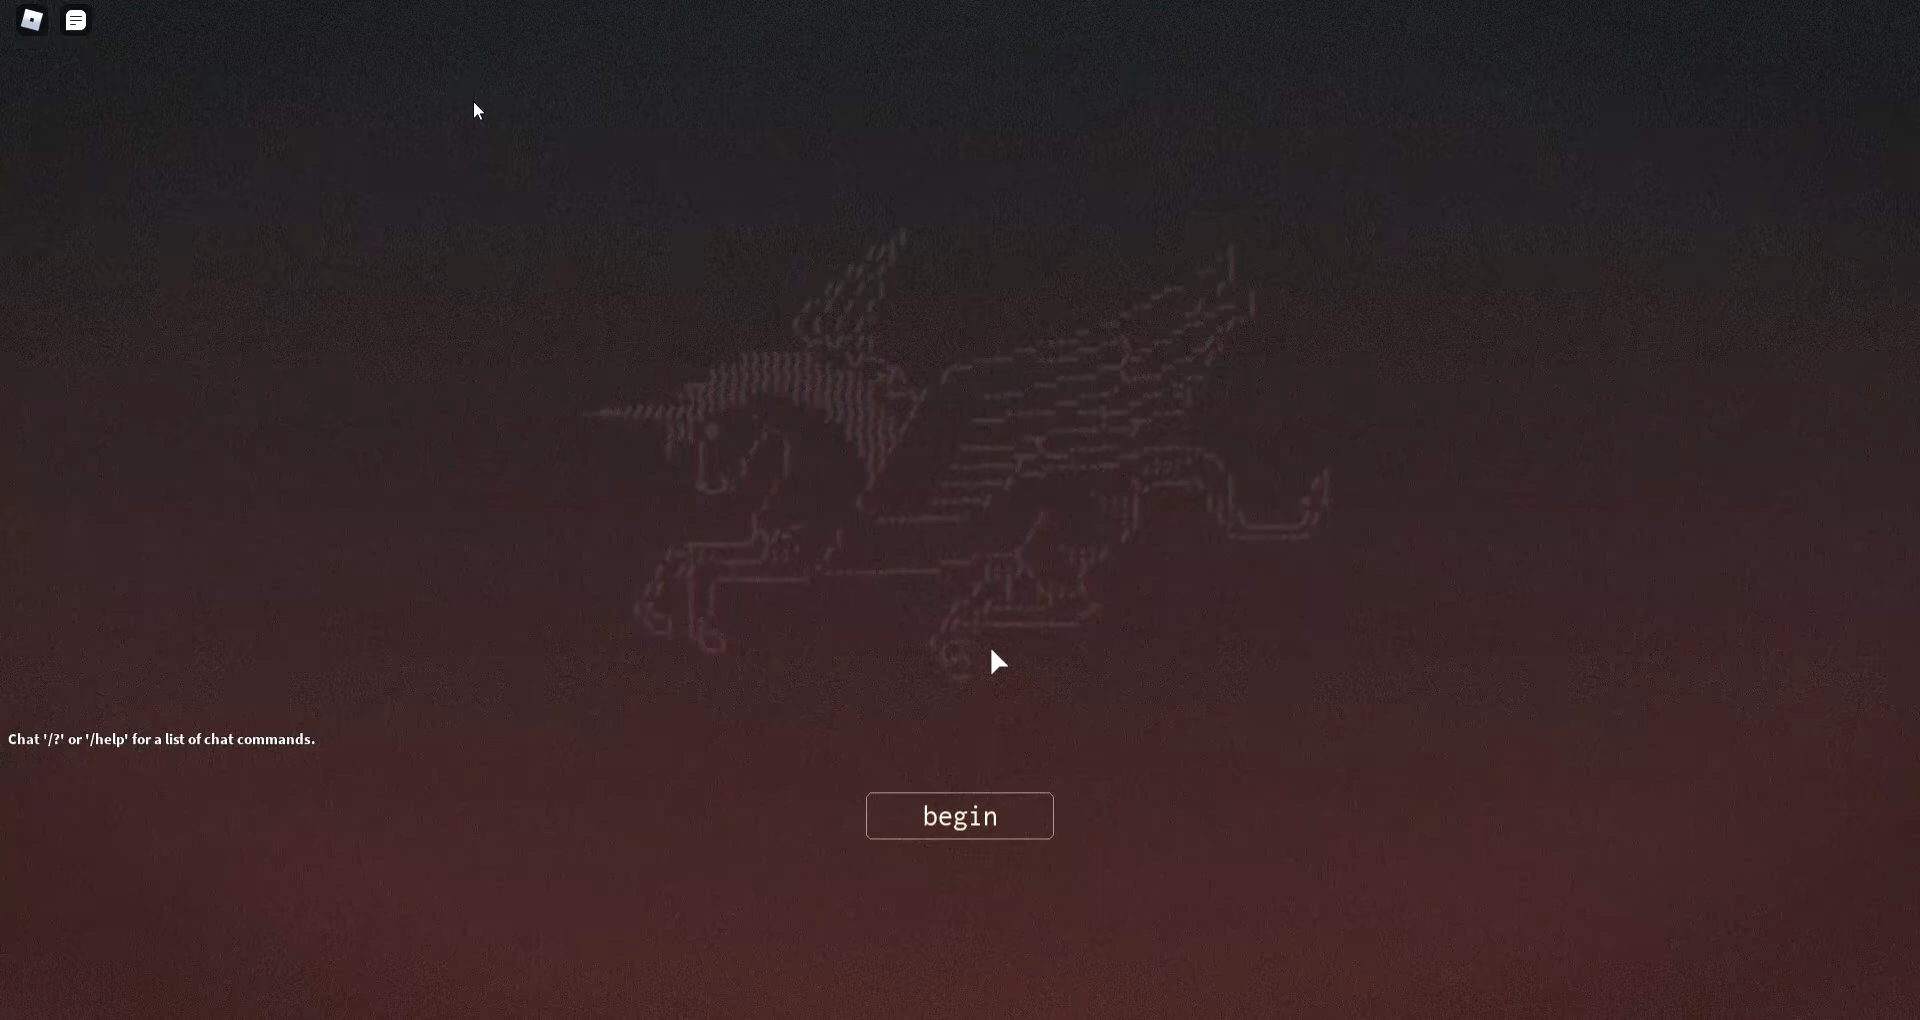 Chat '/?' or '/help' for a list of chat commands.
begin